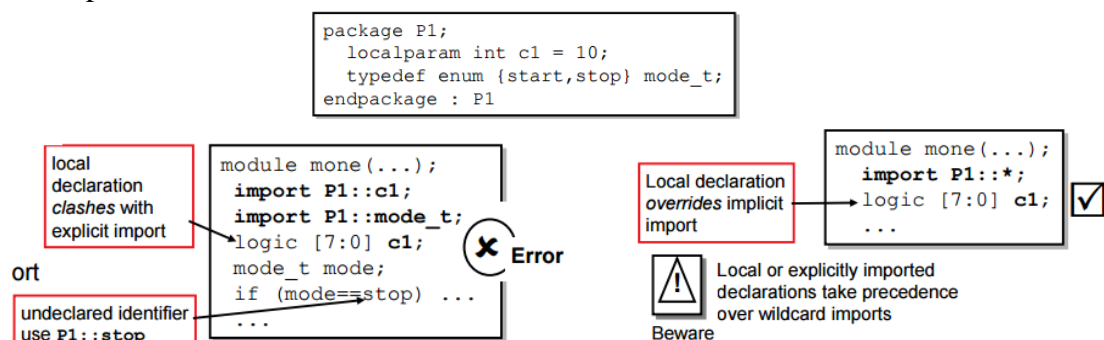 package P1;
localparam int c1 = 10;
typedef enum {start,stop} mode_t;
endpackage : P1
local
declaration
clashes with
explicit import
module mone(...);
import P1::c1;
import P1::mode_t;
logic [7:0] c1;
mode_t mode;
if (mode==stop) ...
...
Error
ort
undeclared identifier
use P1::stop
Local declaration
overrides implicit
import
module mone(...);
import P1::*;
logic [7:0] c1;
...
Local or explicitly imported
declarations take precedence
over wildcard imports
Beware